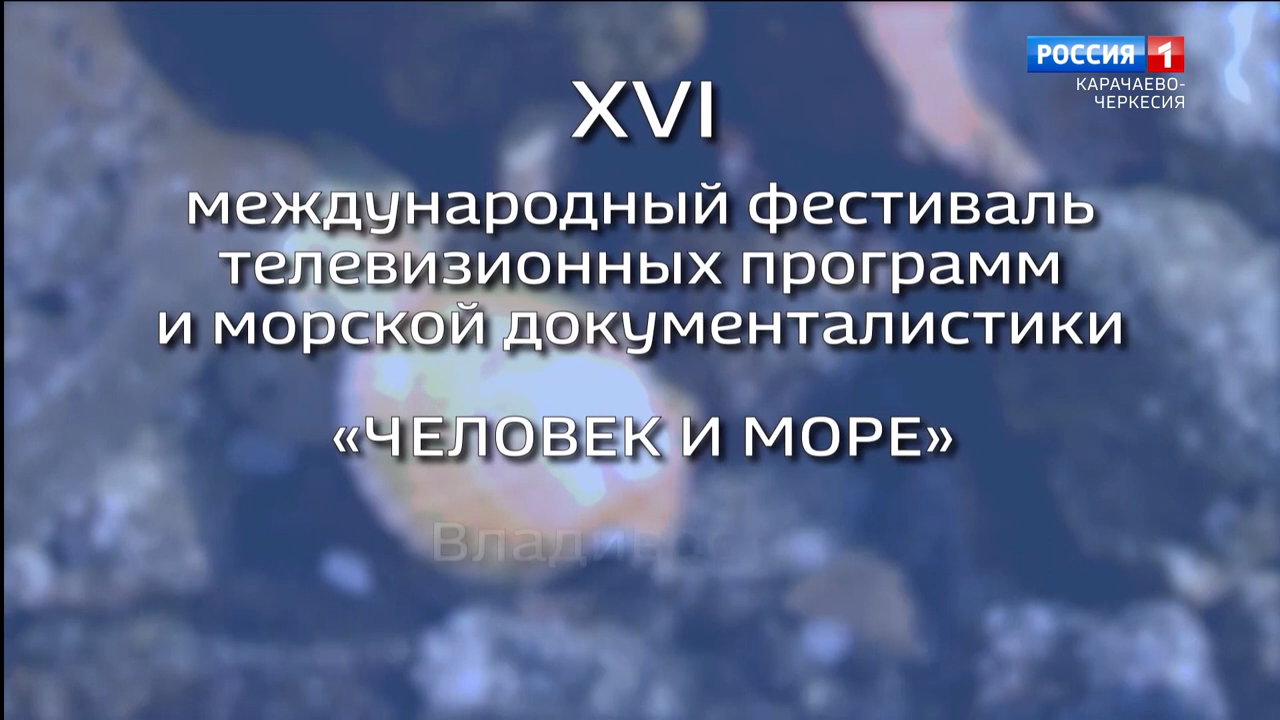 РОССИЯ 1
КАРАЧАЕВО-
ЧЕРКЕСИЯ
XVI
международный фестиваль
телевизионных программ
и морской документалистики
«ЧЕЛОВЕК И МОРЕ»